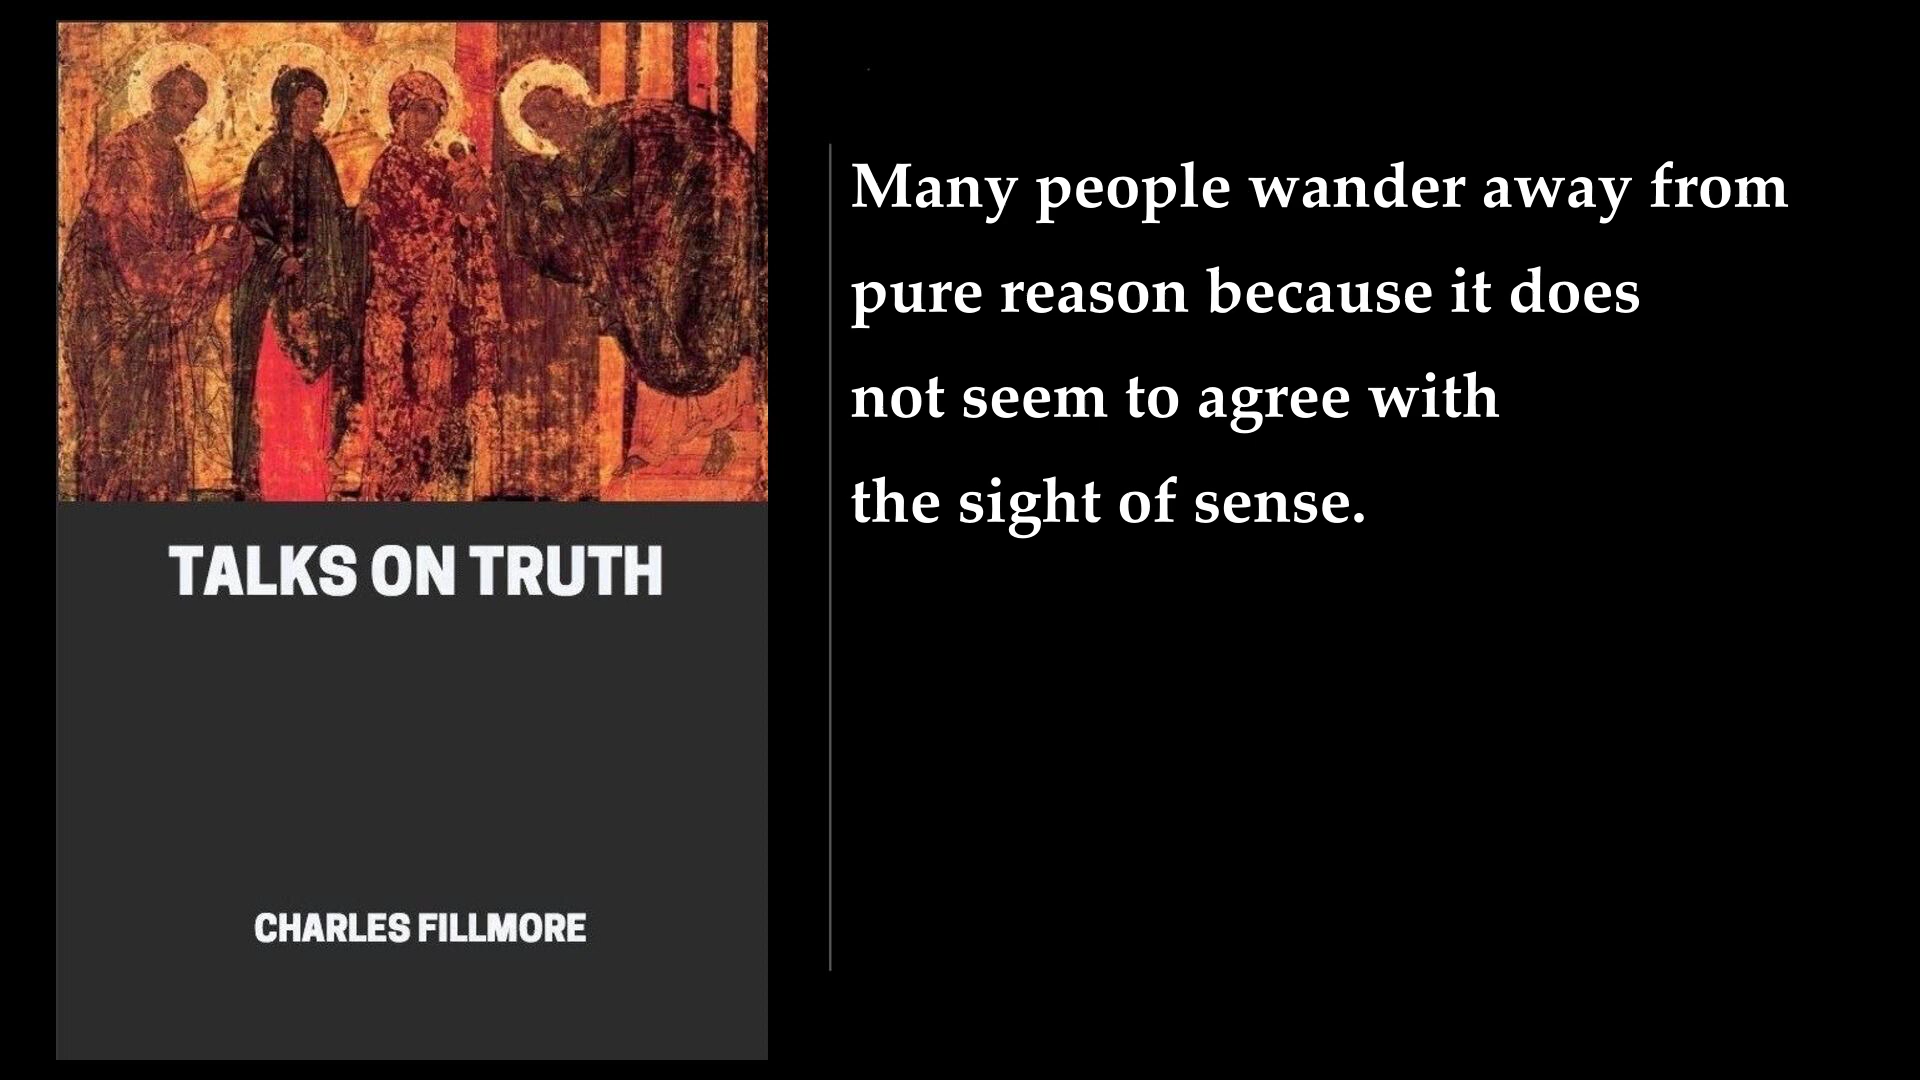 TALKS ON TRUTH
CHARLES FILLMORE
Many people wander away from
pure reason because it does
not seem to agree with
the sight of sense.